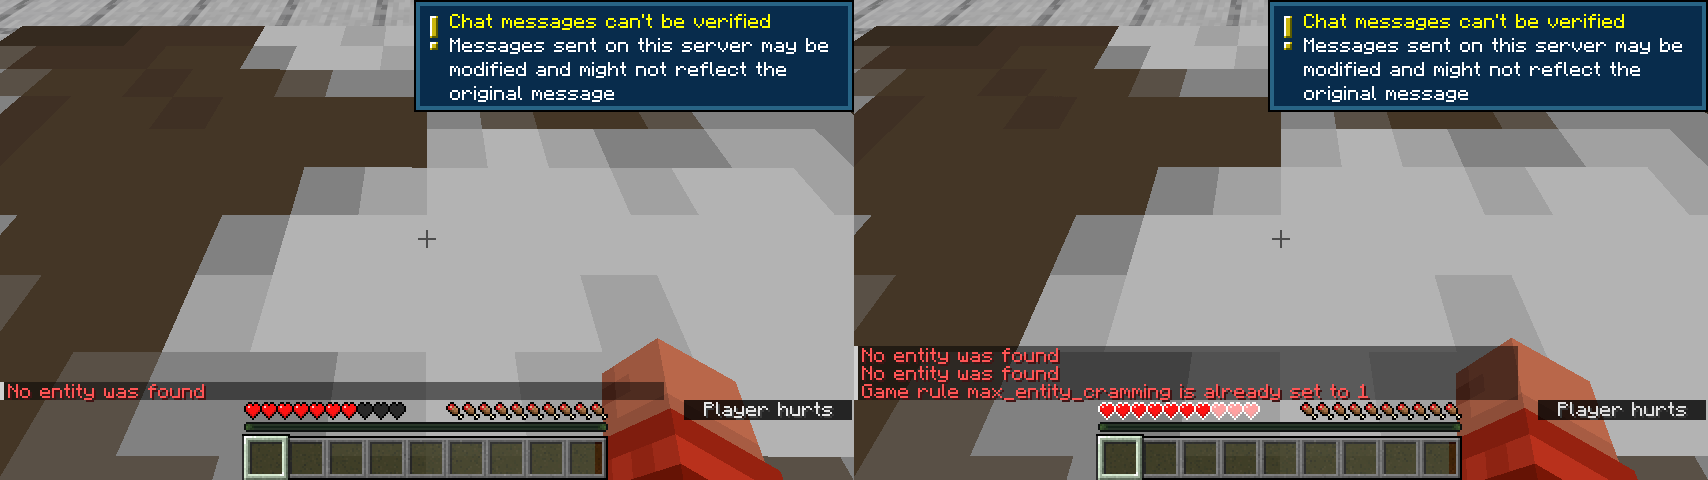 Chat messages can't be verified
Messages sent on this server may be
modified and might not reflect the
original message
No entity was found
Player hurts
Chat messages can't be verified
Messages sent on this server may be
modified and might not reflect the
original message
No entity was found
No entity was found
Game rule max_entity_cramming is already set to 1
Player hurts